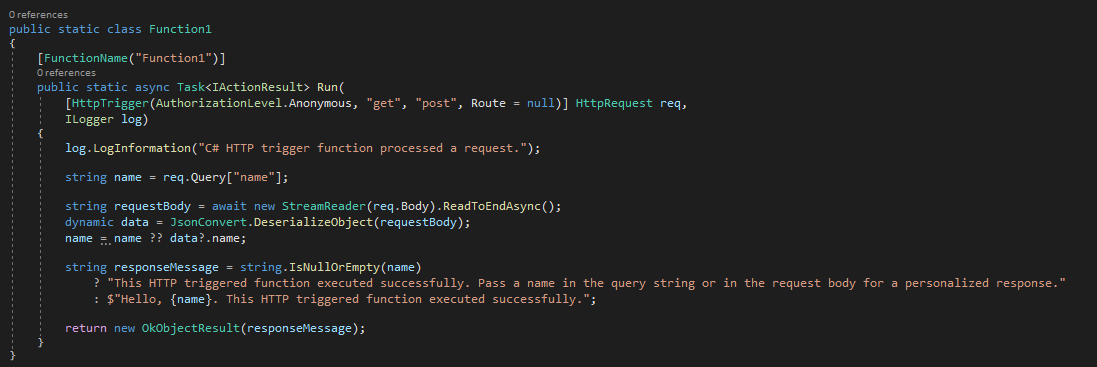 0 references
public static class Function1
{
[FunctionName("Function1")]
0 references
public static async Task<IActionResult> Run(
[HttpTrigger(AuthorizationLevel.Anonymous, "get", "post", Route = null)] HttpRequest req,
ILogger log)
{
log.LogInformation("C# HTTP trigger function processed a request.");
string name = req.Query["name"];
string requestBody = await new StreamReader(req.Body).ReadToEndAsync();
dynamic data = JsonConvert.DeserializeObject(requestBody);
name = name ?? data?.name;
string responseMessage = string.IsNullOrEmpty(name)
? "This HTTP triggered function executed successfully. Pass a name in the query string or in the request body for a personalized response."
: $"Hello, {name}. This HTTP triggered function executed successfully.";
return new OkObjectResult(responseMessage);
}
}